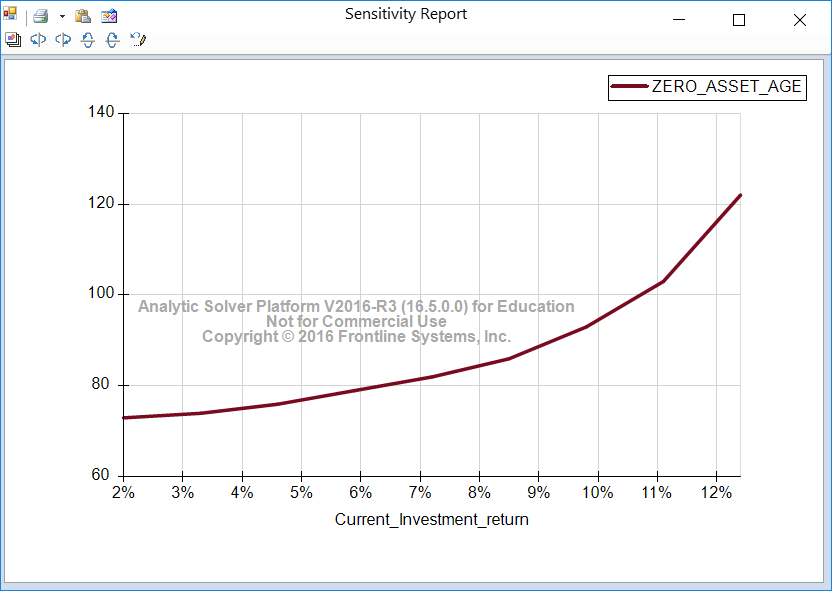 Sensitivity Report
ZERO_ASSET_AGE
140
120
100
80
60
Analytic Solver Platform V2016-R3 (16.5.0.0) for Education
Not for Commercial Use
Copyright © 2016 Frontline Systems, Inc.
2% 3% 4% 5% 6% 7% 8% 9% 10% 11% 12%
Current_Investment_return